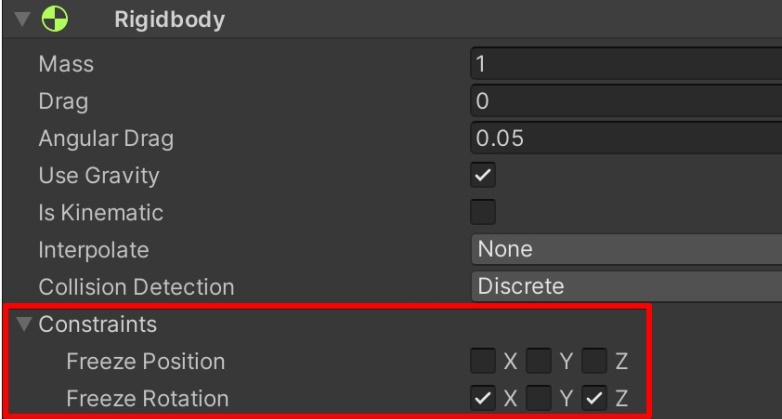 Rigidbody
Mass 1
Drag 0
Angular Drag 0.05
Use Gravity
Is Kinematic
Interpolate None
Collision Detection Discrete
Constraints
Freeze Position X Y Z
Freeze Rotation X Y Z